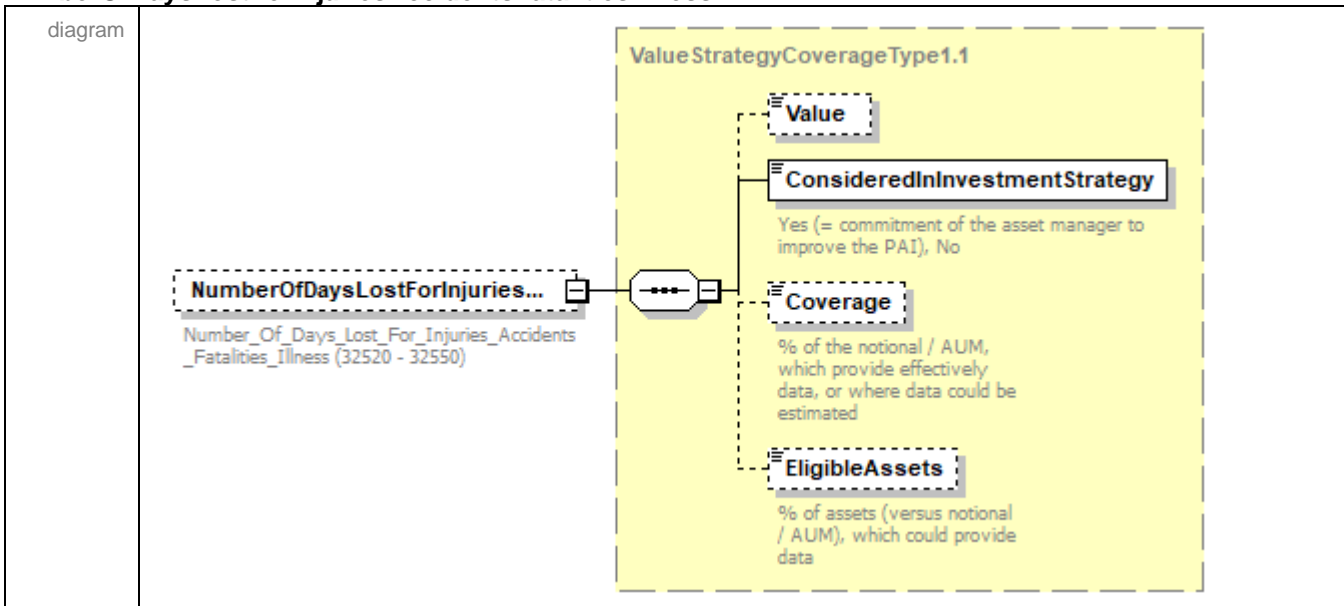 diagram
ValueStrategyCoverageType1.1
Value
ConsideredInInvestmentStrategy
Yes (= commitment of the asset manager to
improve the PAI), No
NumberOfDaysLostForInjuries...
Number_Of_Days_Lost_For_Injuries_Accidents
_Fatalities_Illness (32520 - 32550)
Coverage
% of the notional / AUM,
which provide effectively
data, or where data could be
estimated
EligibleAssets
% of assets (versus notional
/ AUM), which could provide
data